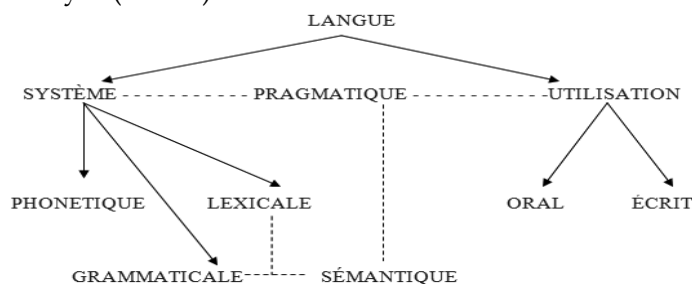 LANGUE
SYSTÈME PRAGMATIQUE UTILISATION
PHONETIQUE LEXICALE ORAL ÉCRIT
GRAMMATICALE SÉMANTIQUE